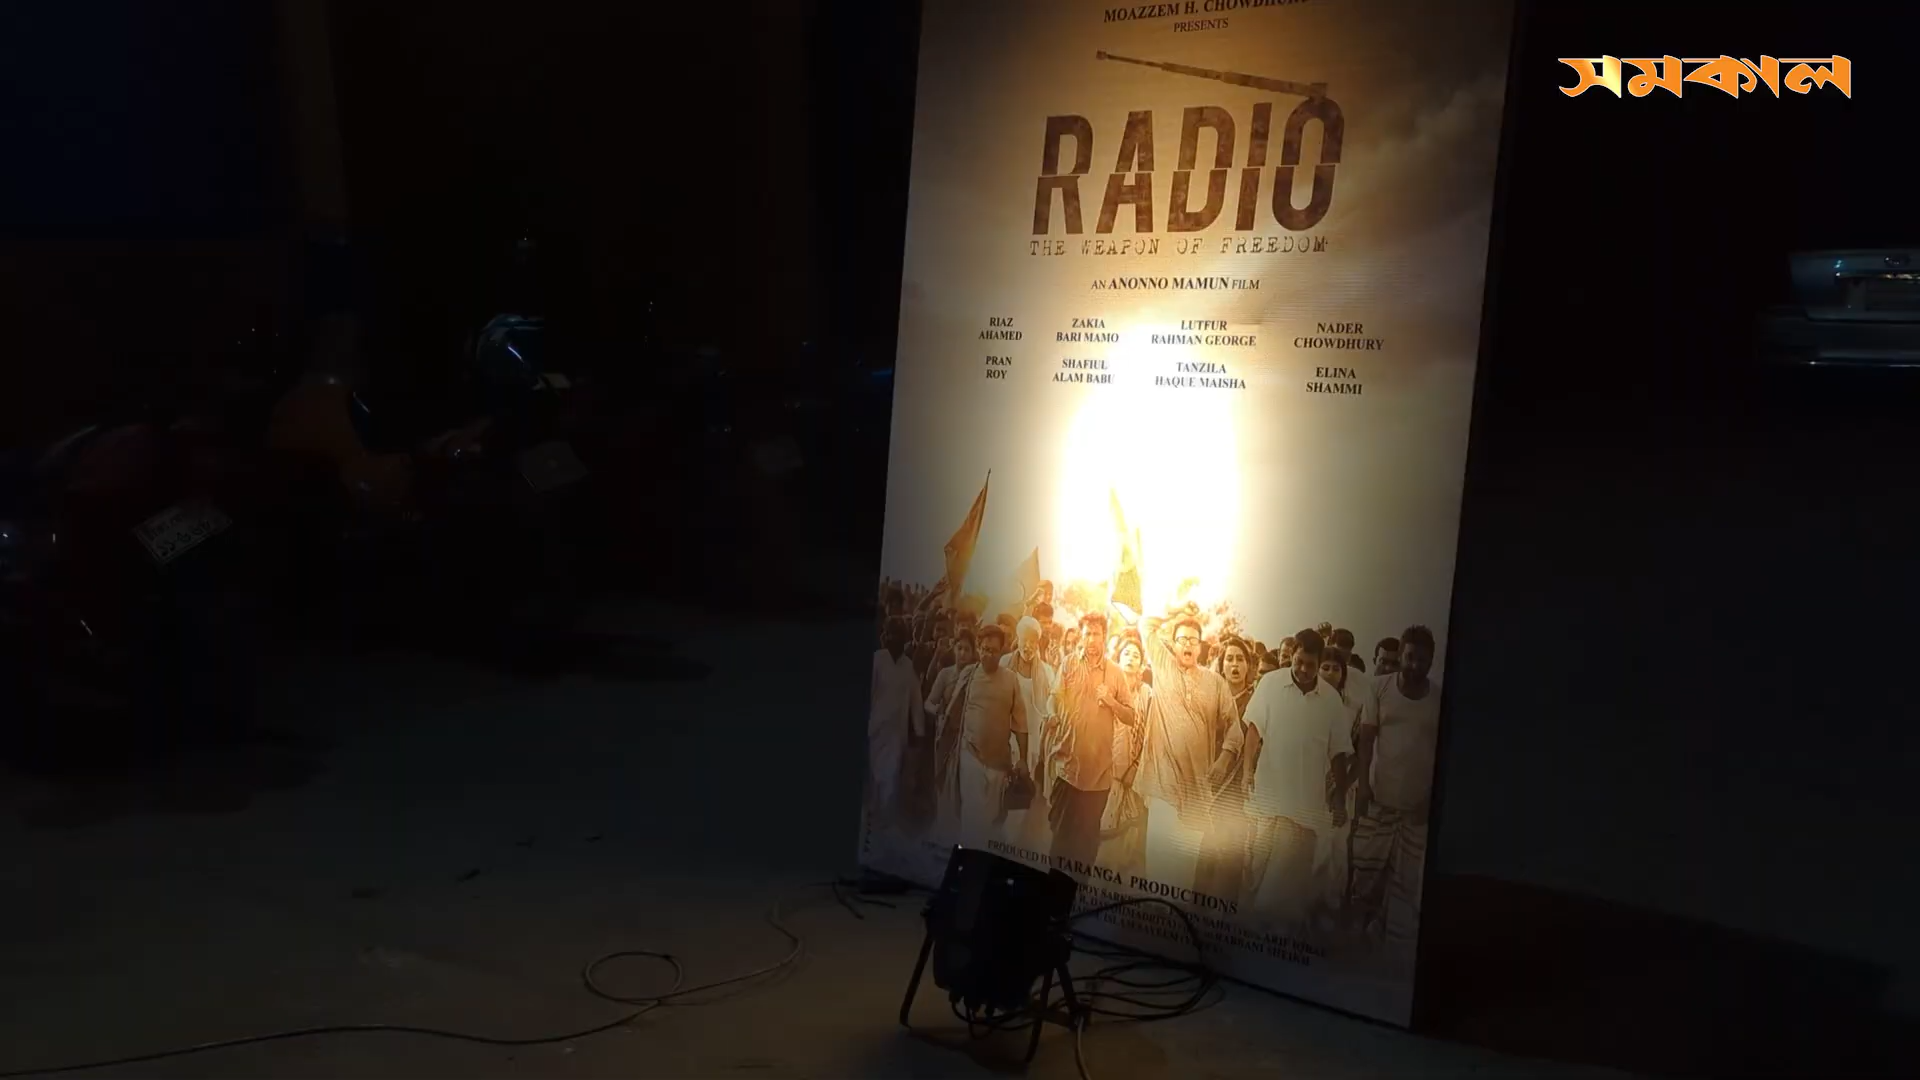 MOAZZEM H. CHOWDHURY
PRESENTS
সমকাল
RADIO
THE WEAPON OF FREEDOM
AN ANONNO MAMUN FILM
RIAZ AHAMED
ZAKIA BARI MAMO
LUTFUR RAHMAN GEORGE
NADER CHOWDHURY
PRAN ROY
SHAFIUL ALAM BABU
TANZILA HAQUE MAISHA
ELINA SHAMMI
PRODUCED BY TARANGA PRODUCTIONS